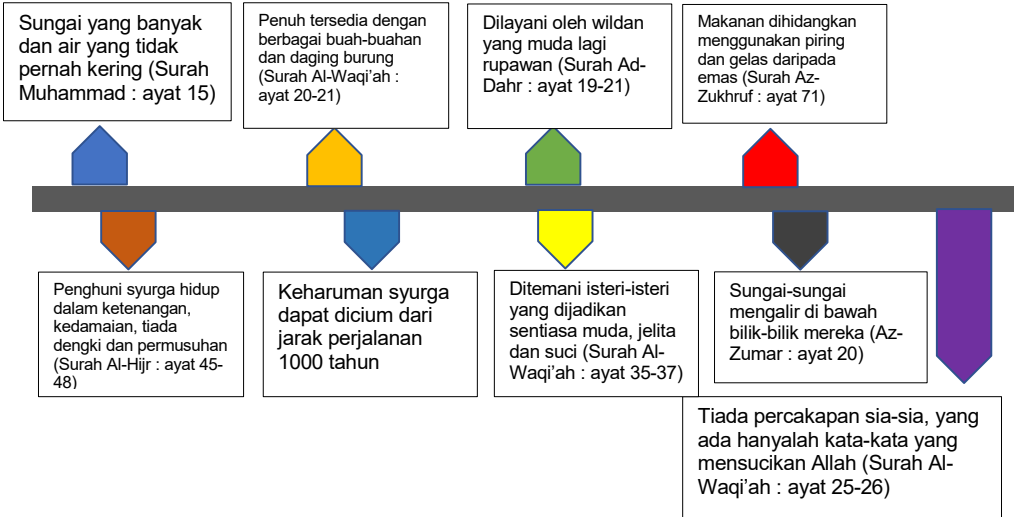 Sungai yang banyak
dan air yang tidak
pernah kering (Surah
Muhammad : ayat 15)
Penuh tersedia dengan
berbagai buah-buahan
dan daging burung
(Surah Al-Waqi’ah :
ayat 20-21)
Dilayani oleh wildan
yang muda lagi
rupawan (Surah Ad-
Dahr : ayat 19-21)
Makanan dihidangkan
menggunakan piring
dan gelas daripada
emas (Surah Az-
Zukhruf : ayat 71)
Penghuni syurga hidup
dalam ketenangan,
kedamaian, tiada
dengki dan permusuhan
(Surah Al-Hijr : ayat 45-
48)
Keharuman syurga
dapat dicium dari
jarak perjalanan
1000 tahun
Ditemani isteri-isteri
yang dijadikan
sentiasa muda, jelita
dan suci (Surah Al-
Waqi’ah : ayat 35-37)
Sungai-sungai
mengalir di bawah
bilik-bilik mereka (Az-
Zumar : ayat 20)
Tiada percakapan sia-sia, yang
ada hanyalah kata-kata yang
mensucikan Allah (Surah Al-
Waqi’ah : ayat 25-26)